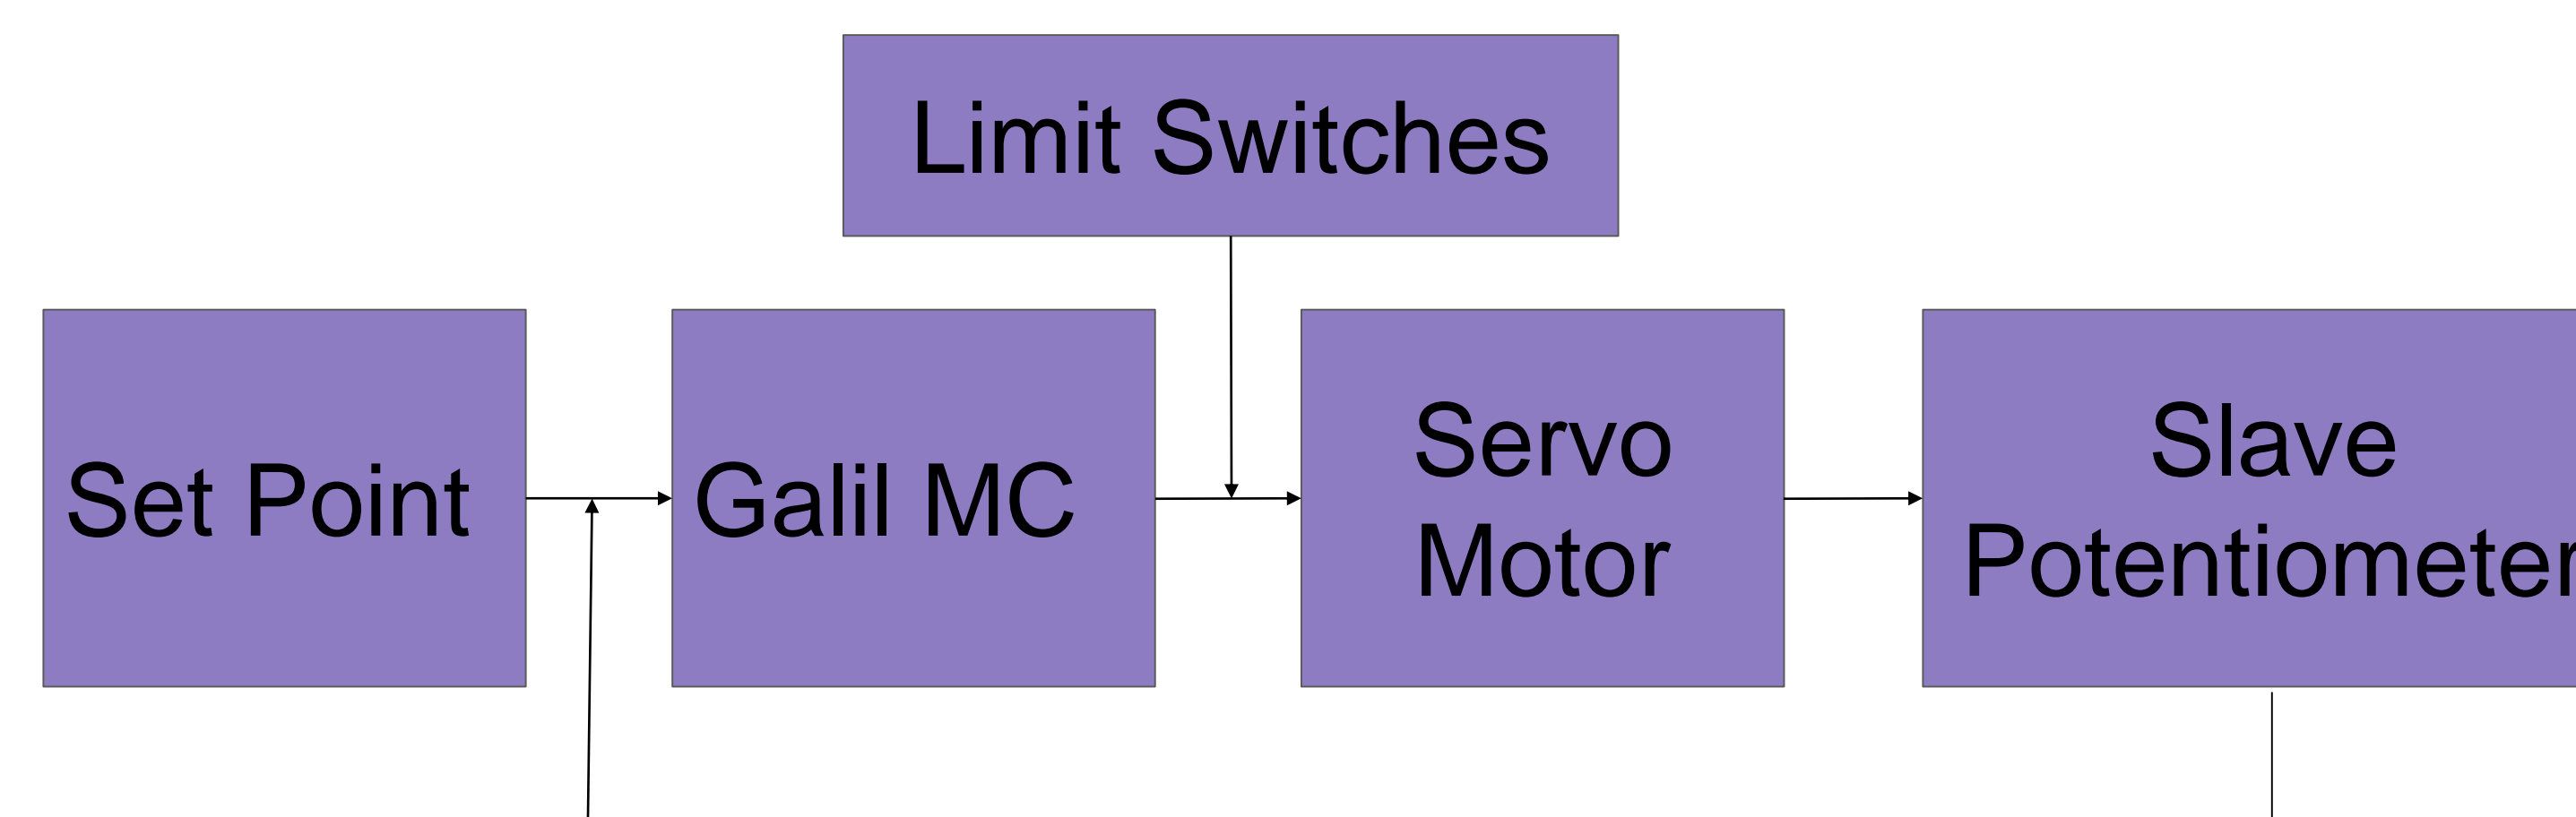 Limit Switches
Set Point
Galil MC
Servo
Motor
Slave
Potentiometer